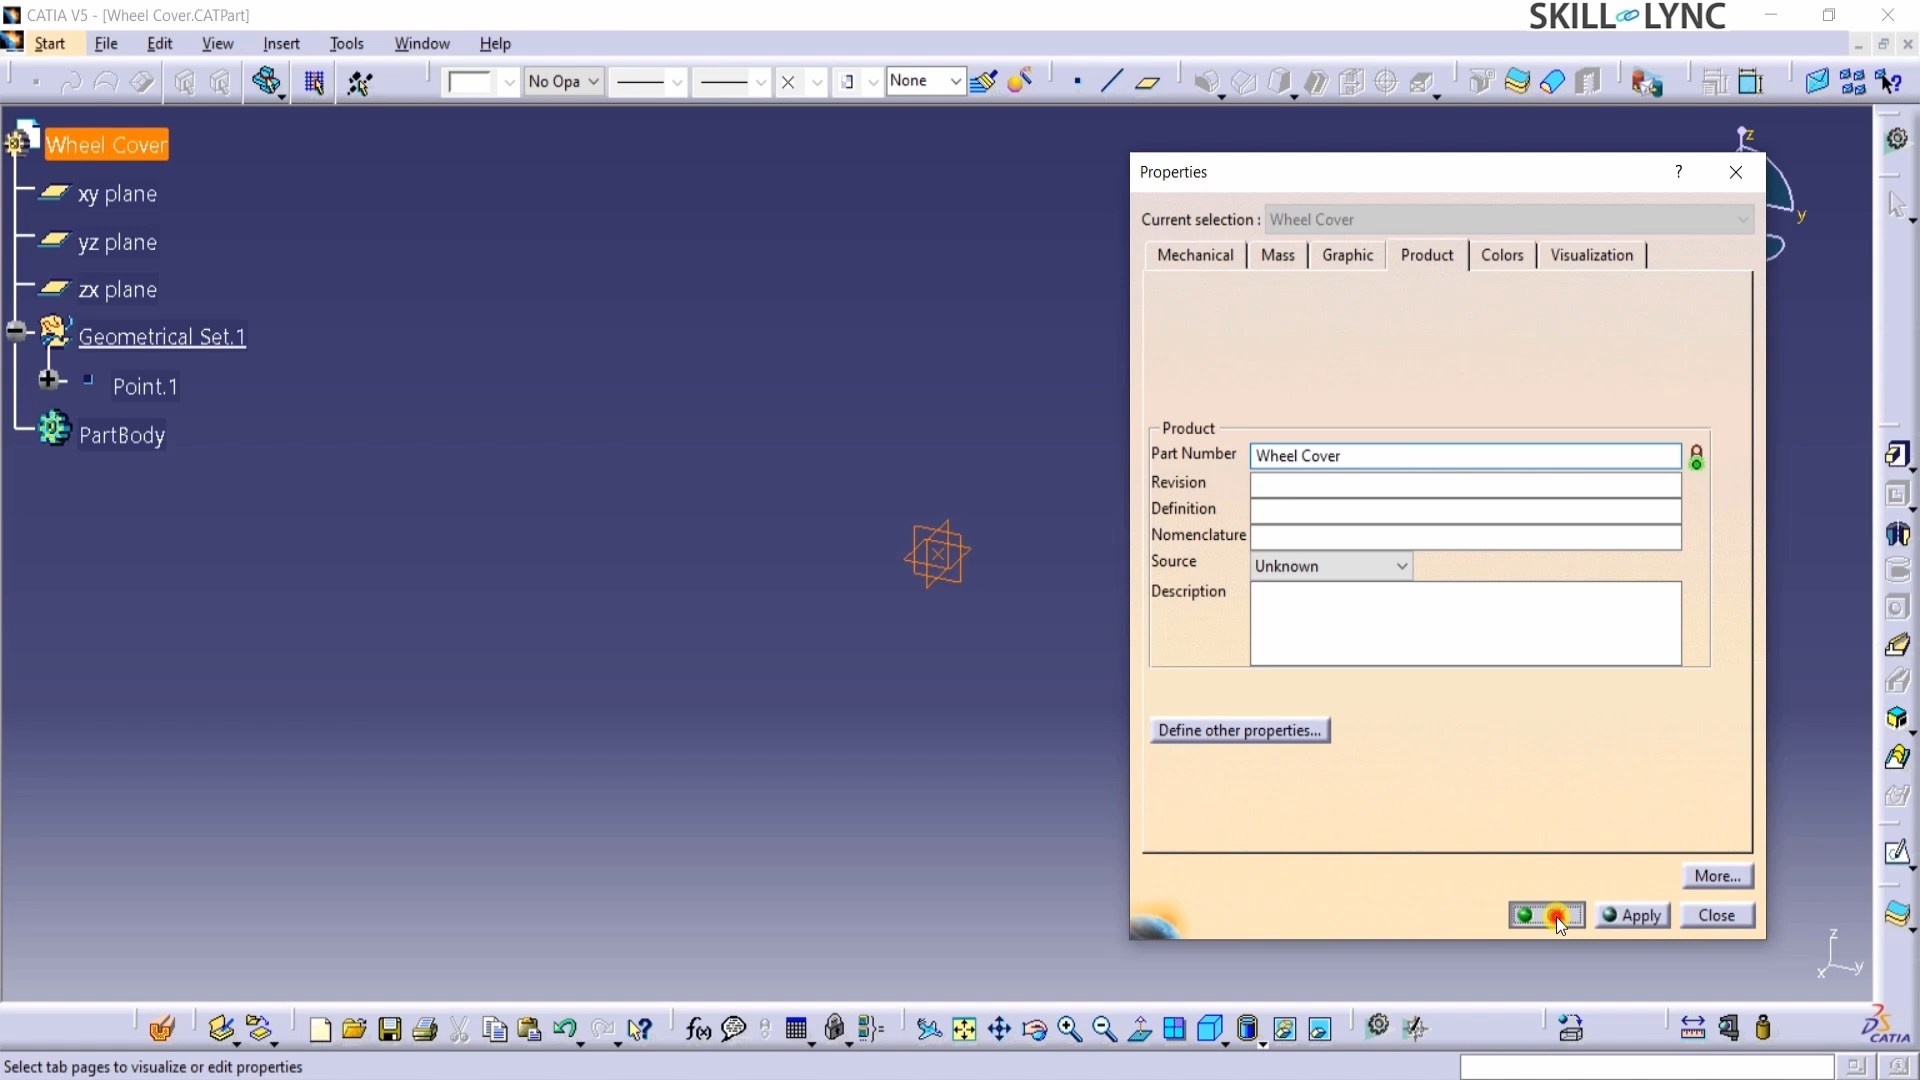 CATIA V5 - [Wheel Cover.CATPart]
SKILL LYNC
Start File Edit View Insert Tools Window Help
No Opa None
Wheel Cover
xy plane
yz plane
zx plane
Geometrical Set.1
Point.1
PartBody
z
y
Properties ?
Current selection : Wheel Cover
Mechanical Mass Graphic Product Colors Visualization
Product
Part Number Wheel Cover
Revision
Definition
Nomenclature
Source Unknown
Description
Define other properties...
More...
Apply Close
z
x y
f(x)
CATIA
Select tab pages to visualize or edit properties